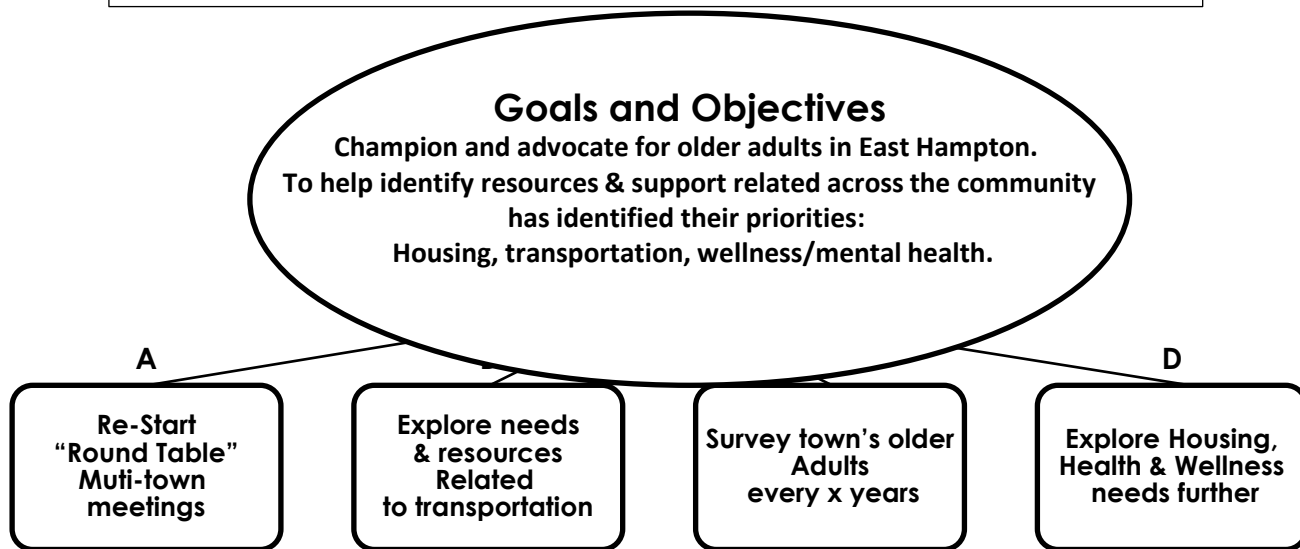 Goals and Objectives
Champion and advocate for older adults in East Hampton.
To help identify resources & support related across the community
has identified their priorities:
Housing, transportation, wellness/mental health.
A
D
Re-Start
“Round Table”
Muti-town
meetings
Explore needs
& resources
Related
to transportation
Survey town’s older
Adults
every x years
Explore Housing,
Health & Wellness
needs further